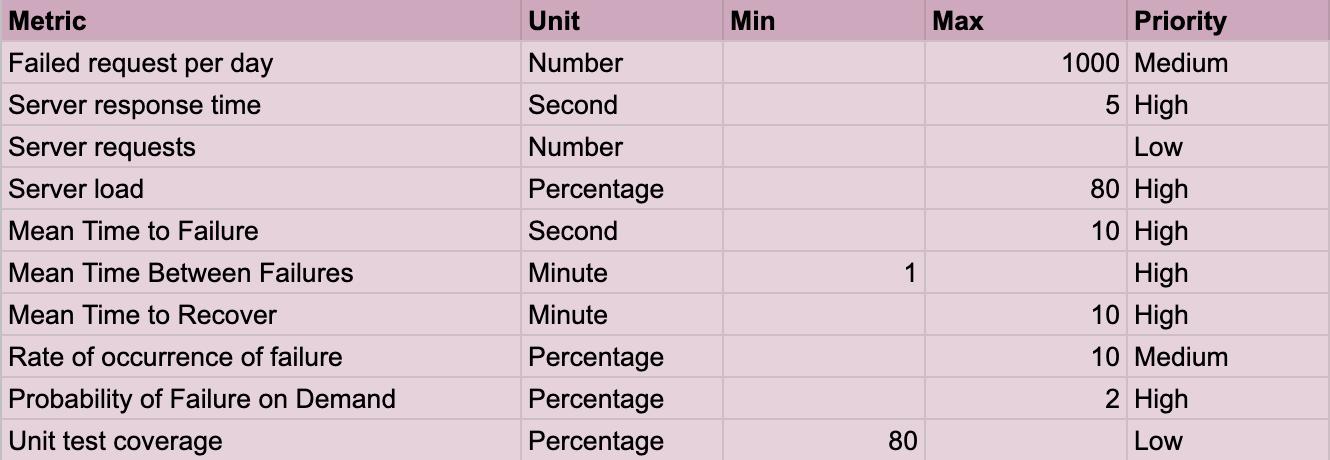 Metric Unit Min Max Priority
Failed request per day Number 1000 Medium
Server response time Second 5 High
Server requests Number Low
Server load Percentage 80 High
Mean Time to Failure Second 10 High
Mean Time Between Failures Minute 1 High
Mean Time to Recover Minute 10 High
Rate of occurrence of failure Percentage 10 Medium
Probability of Failure on Demand Percentage 2 High
Unit test coverage Percentage 80 Low